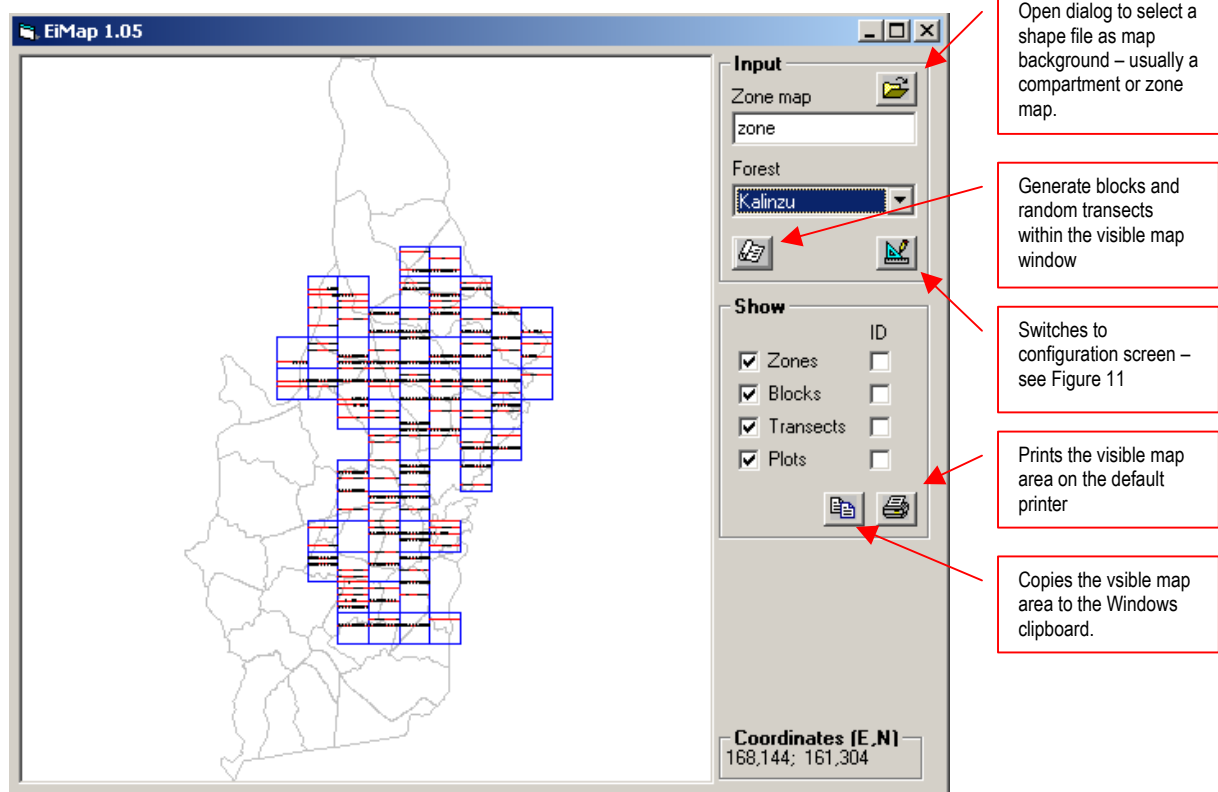 EiMap 1.05
Input
Zone map
zone
Forest
Kalinzu
Show
ID
Zones
Blocks
Transects
Plots
Coordinates (E,N)
168,144; 161,304
Open dialog to select a
shape file as map
background – usually a
compartment or zone
map.
Generate blocks and
random transects
within the visible map
window
Switches to
configuration screen –
see Figure 11
Prints the visible map
area on the default
printer
Copies the vsible map
area to the Windows
clipboard.